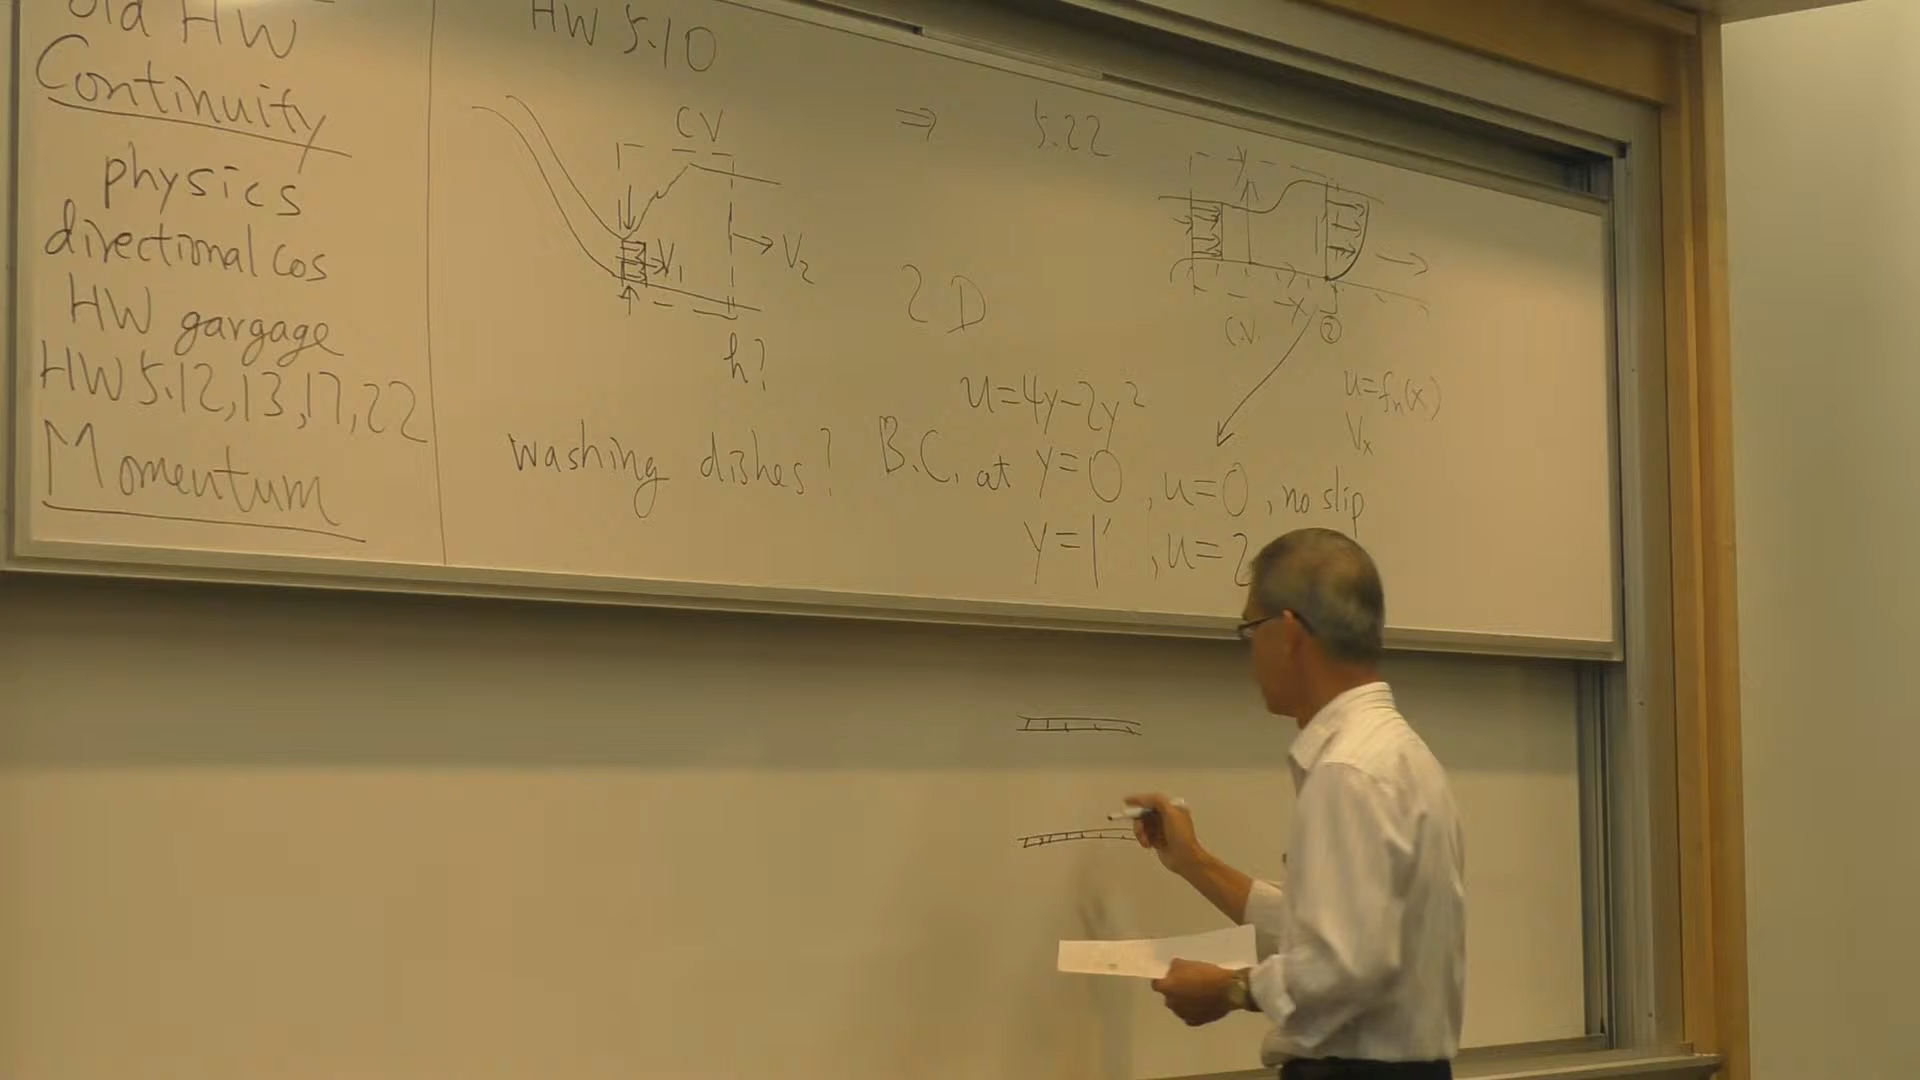 old HW
Continuity
physics
directional cos
HW gargage
HW 5.12, 13, 17, 22
Momentum
HW 5.10
CV
V₁
V₂
h?
washing dishes?
⇒ 5.22
2D
y
x
C.V.
②
u=fn(x)
Vx
u=4y-2y²
B.C. at y=0, u=0, no slip
y=1', u=2